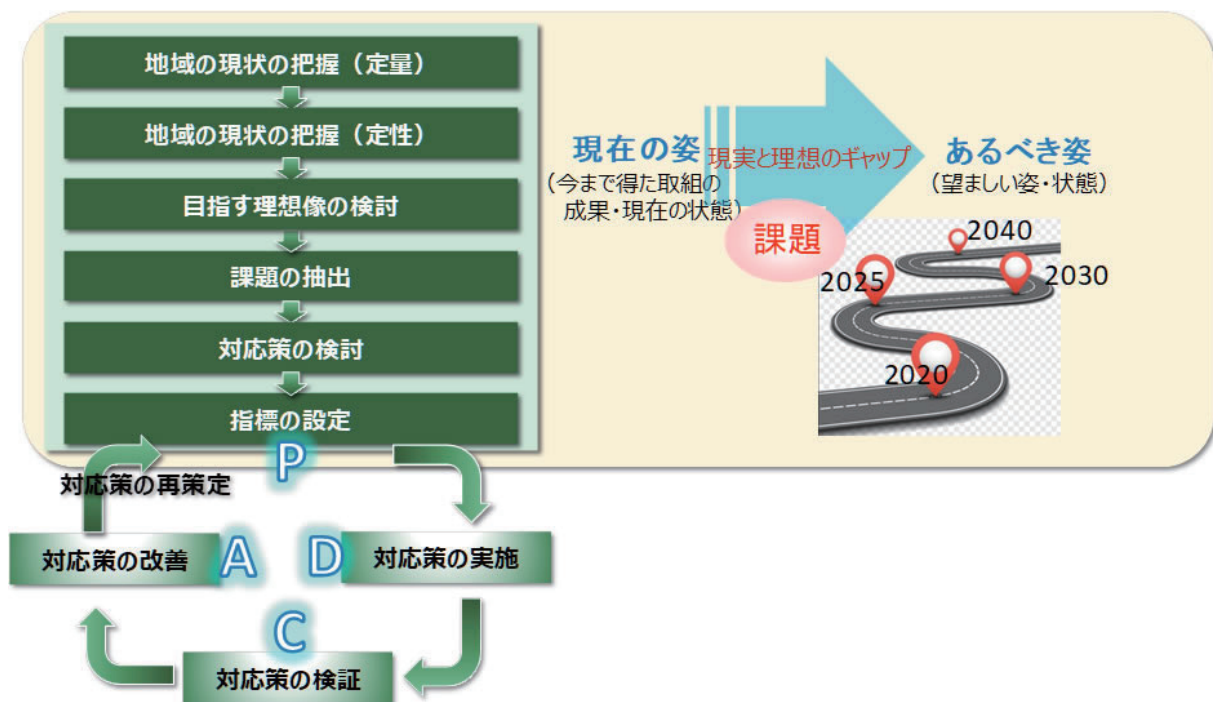 地域の現状の把握（定量）
地域の現状の把握（定性）
目指す理想像の検討
課題の抽出
対応策の検討
指標の設定
現在の姿
（今まで得た取組の
成果・現在の状態）
現実と理想のギャップ
課題
あるべき姿
（望ましい姿・状態）
2040
2030
2025
2020
P
対応策の再策定
対応策の改善
A
D
対応策の実施
C
対応策の検証